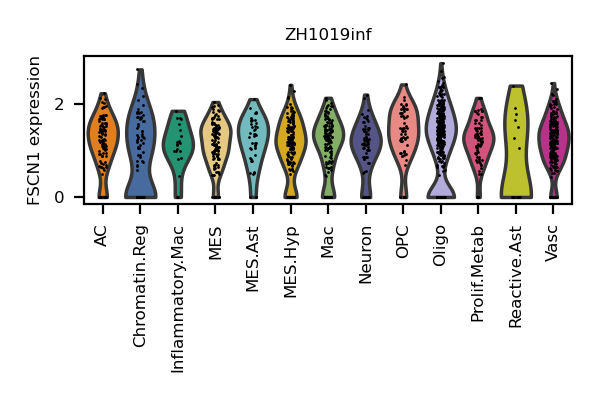 ZH1019inf
FSCN1 expression
2
0
AC
Chromatin.Reg
Inflammatory.Mac
MES
MES.Ast
MES.Hyp
Mac
Neuron
OPC
Oligo
Prolif.Metab
Reactive.Ast
Vasc